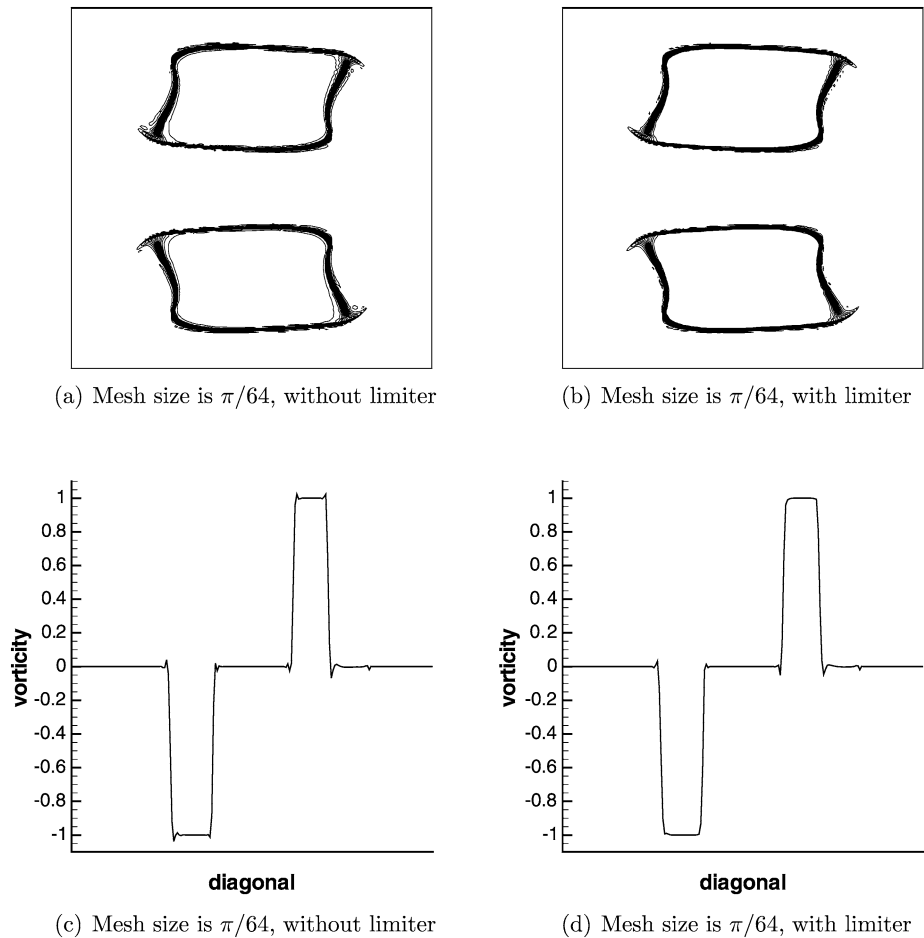 (a) Mesh size is π/64, without limiter
(b) Mesh size is π/64, with limiter
vorticity
1
0.8
0.6
0.4
0.2
0
-0.2
-0.4
-0.6
-0.8
-1
diagonal
vorticity
1
0.8
0.6
0.4
0.2
0
-0.2
-0.4
-0.6
-0.8
-1
diagonal
(c) Mesh size is π/64, without limiter
(d) Mesh size is π/64, with limiter